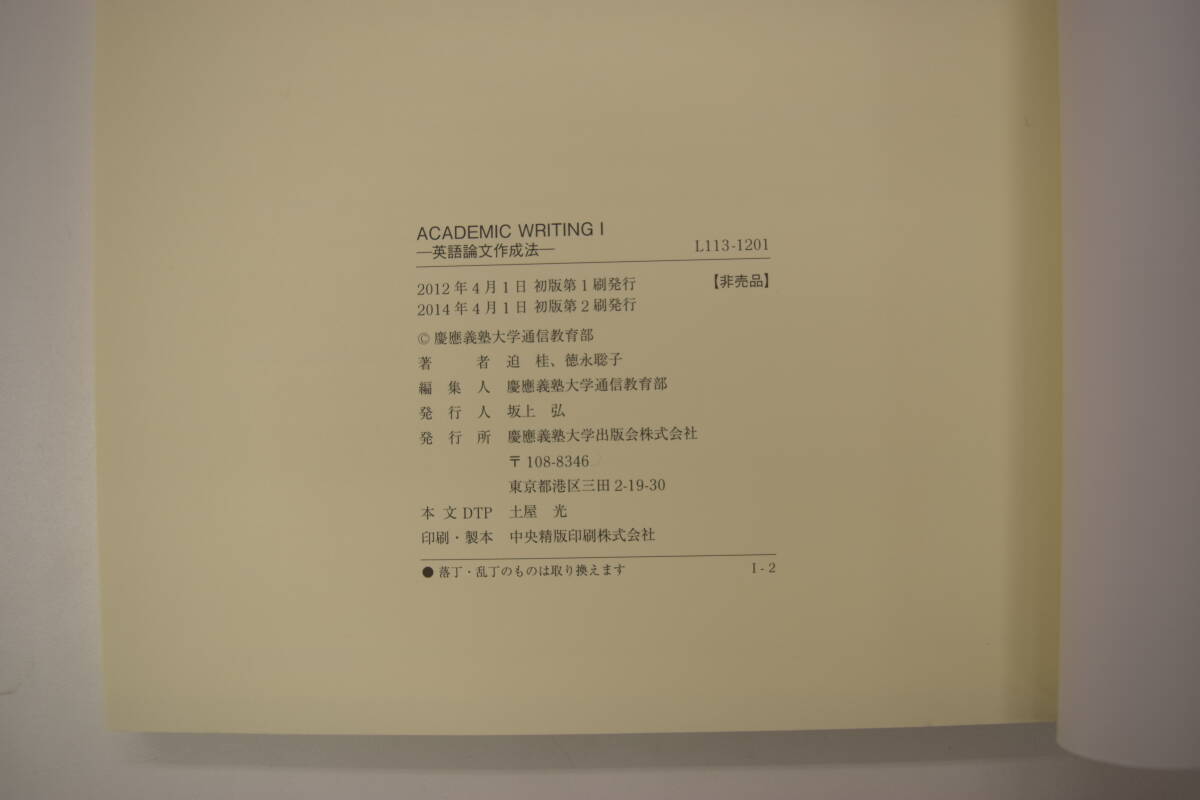 ACADEMIC WRITING I
―英語論文作成法― L113-1201
2012年4月1日 初版第1刷発行 【非売品】
2014年4月1日 初版第2刷発行
© 慶應義塾大学通信教育部
著者 迫 桂、徳永聡子
編集人 慶應義塾大学通信教育部
発行人 坂上 弘
発行所 慶應義塾大学出版会株式会社
〒108-8346
東京都港区三田2-19-30
本文DTP 土屋 光
印刷・製本 中央精版印刷株式会社
● 落丁・乱丁のものは取り換えます I-2